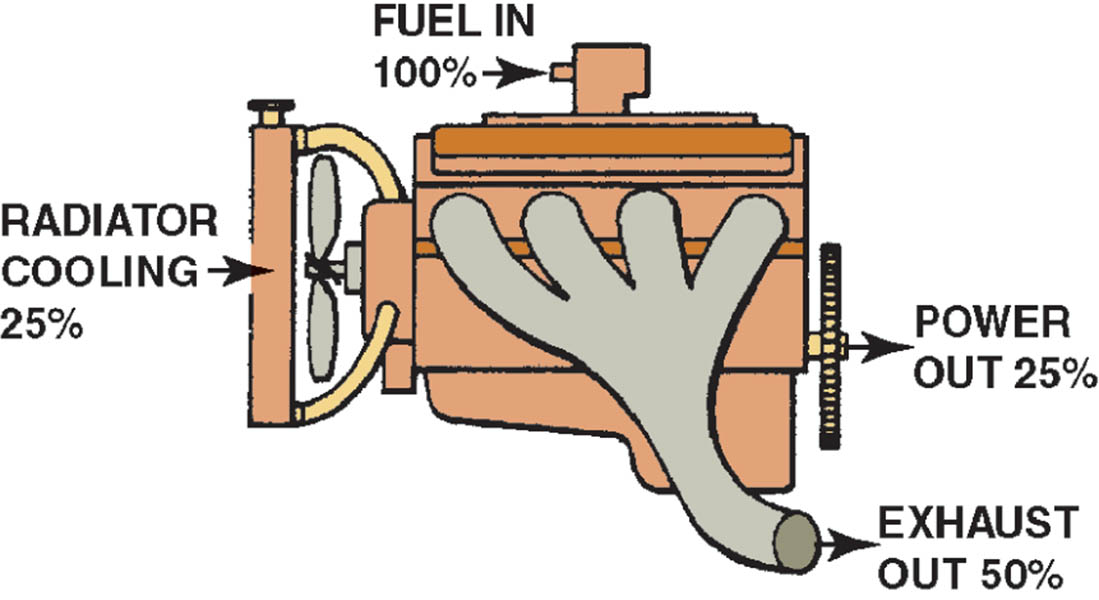 FUEL IN
100%
RADIATOR
COOLING
25%
POWER
OUT 25%
EXHAUST
OUT 50%